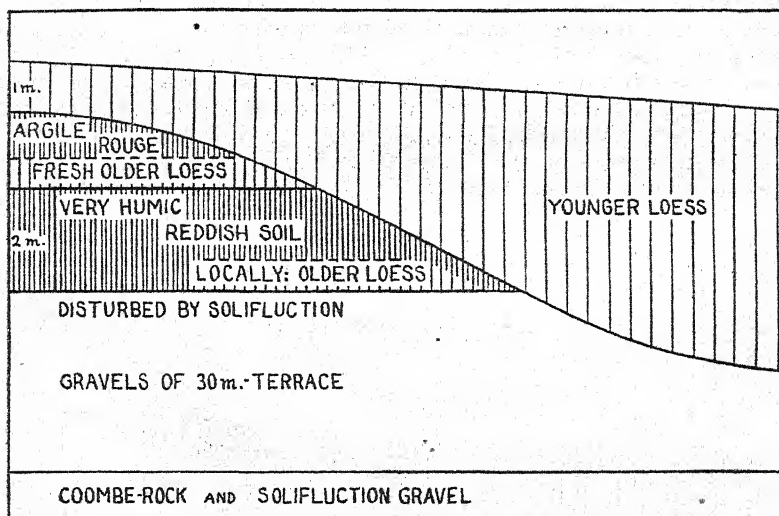 1m.
ARGILE
ROUGE
FRESH OLDER LOESS
VERY HUMIC
YOUNGER LOESS
REDDISH SOIL
2m.
LOCALLY: OLDER LOESS
DISTURBED BY SOLIFLUCTION
GRAVELS OF 30m.-TERRACE
COOMBE-ROCK AND SOLIFLUCTION GRAVEL